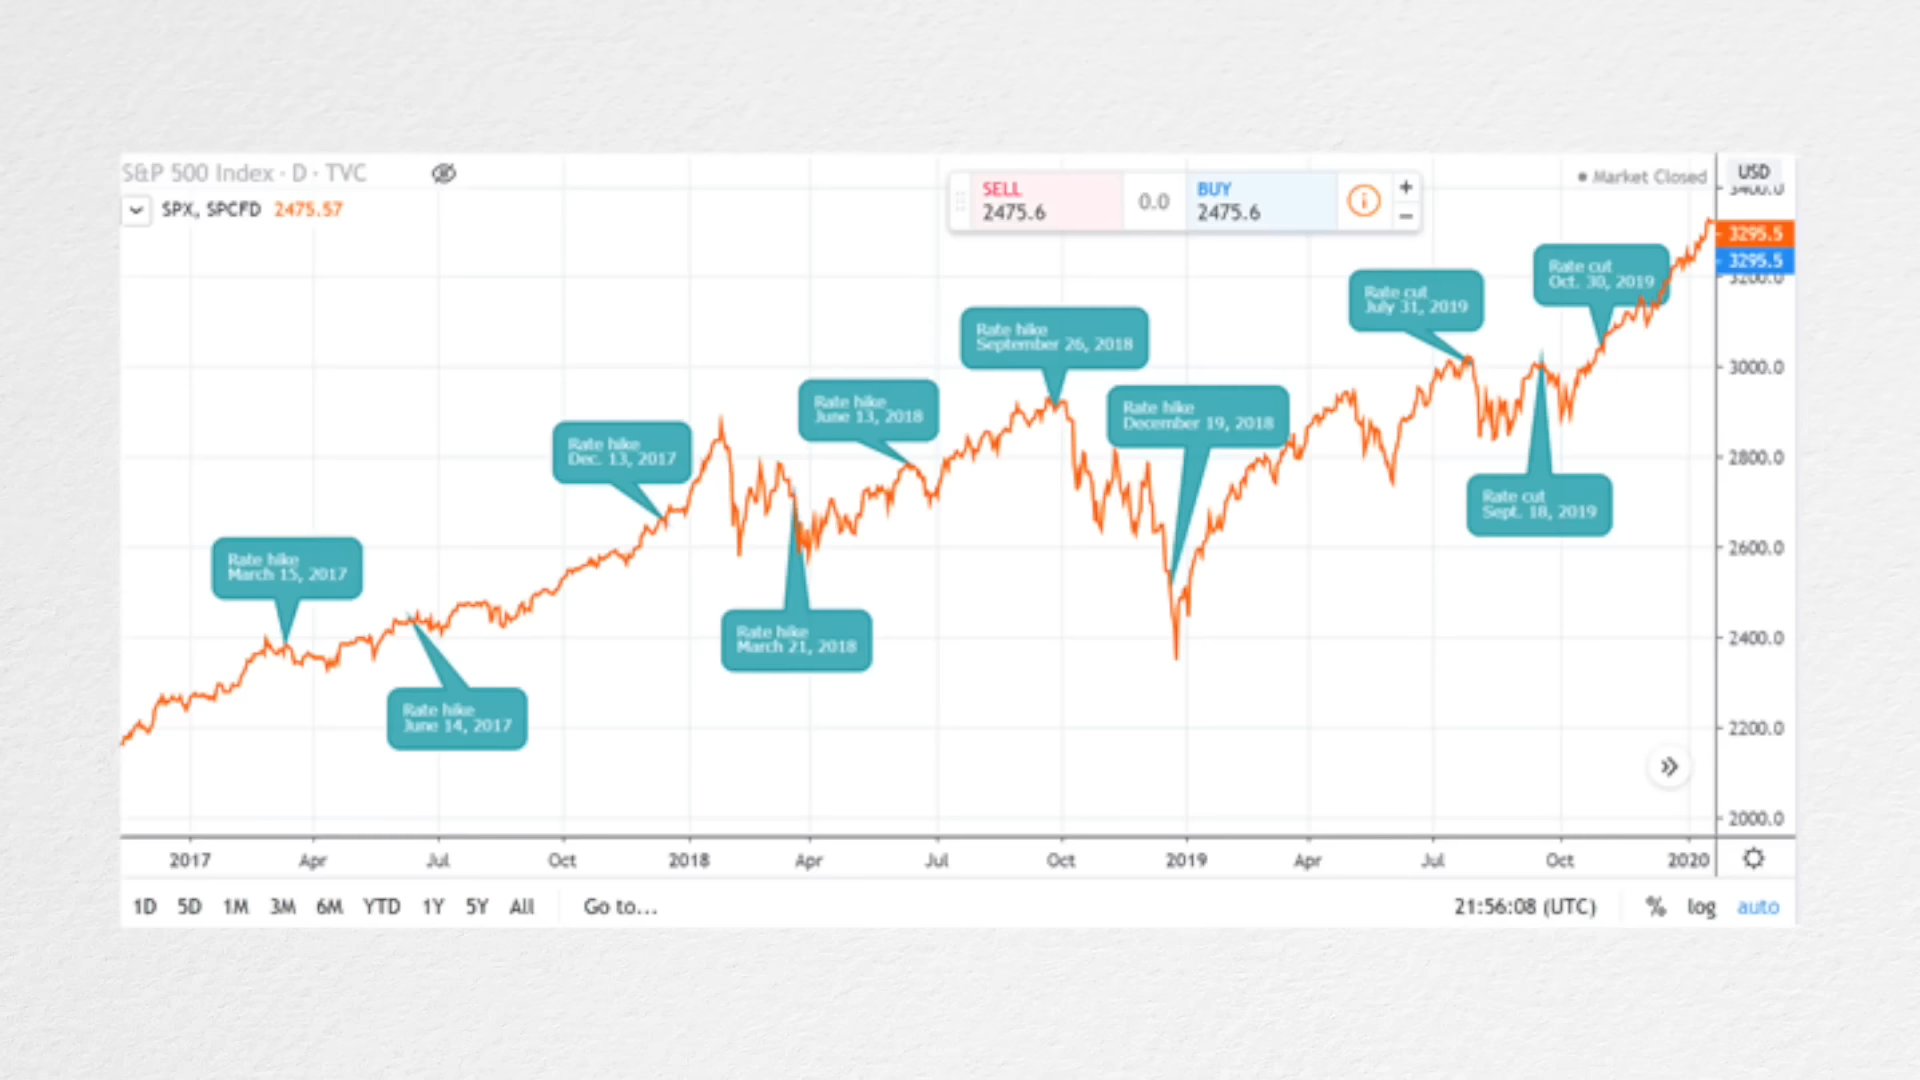 S&P 500 Index · D · TVC
SPX, SPCFD 2475.57
SELL
2475.6
0.0
BUY
2475.6
+
−
Market Closed
USD
3400.0
3295.5
3295.5
3200.0
3000.0
2800.0
2600.0
2400.0
2200.0
2000.0
Rate hike
March 15, 2017
Rate hike
June 14, 2017
Rate hike
Dec. 13, 2017
Rate hike
March 21, 2018
Rate hike
June 13, 2018
Rate hike
September 26, 2018
Rate hike
December 19, 2018
Rate cut
July 31, 2019
Rate cut
Sept. 18, 2019
Rate cut
Oct. 30, 2019
2017 Apr Jul Oct 2018 Apr Jul Oct 2019 Apr Jul Oct 2020
1D 5D 1M 3M 6M YTD 1Y 5Y All Go to... 21:56:08 (UTC) % log auto